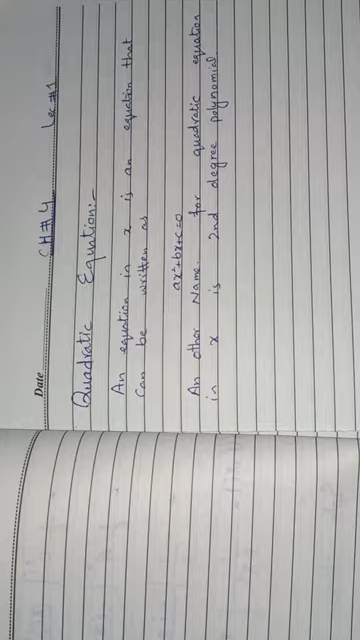 Date
CH#4 Lec#1
Quadratic Equation:-
An equation in x is an equation that
can be written as
ax²+bx+c=0
An other Name. for quadratic equation
in x is 2nd degree polynomial